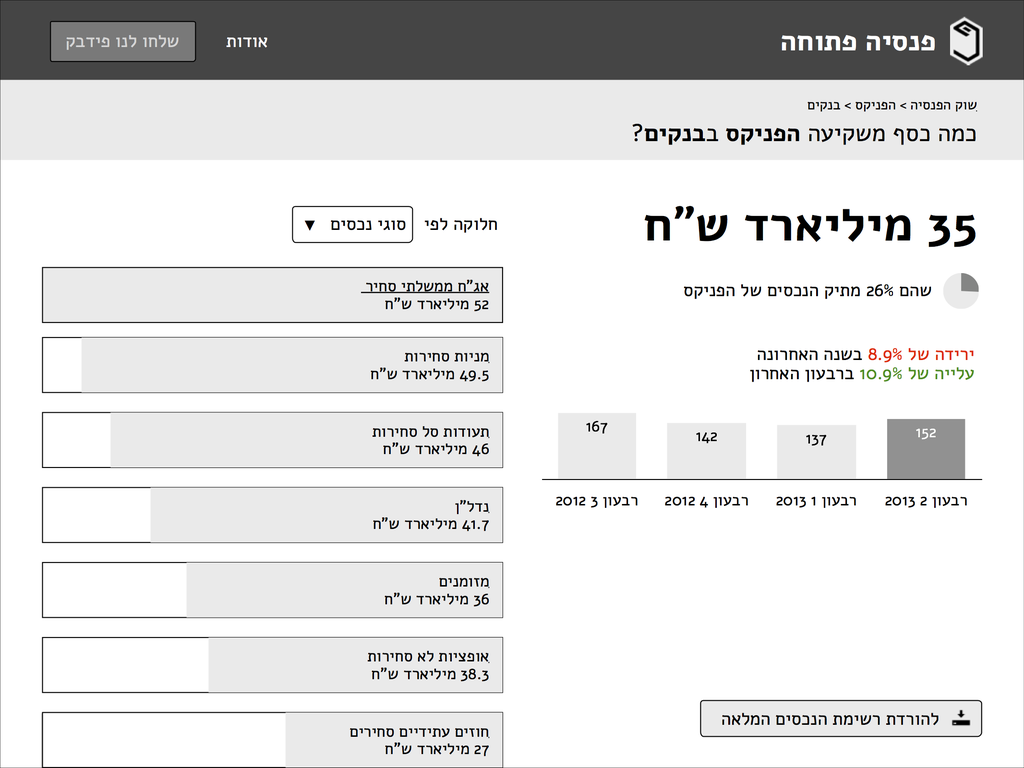 פנסיה פתוחה
אודות
שלחו לנו פידבק
שוק הפנסיה > הפניקס > בנקים
כמה כסף משקיעה הפניקס בבנקים?
35 מיליארד ש"ח
שהם 26% מתיק הנכסים של הפניקס
ירידה של 8.9% בשנה האחרונה
עלייה של 10.9% ברבעון האחרון
152
137
142
167
רבעון 2 2013
רבעון 1 2013
רבעון 4 2012
רבעון 3 2012
להורדת רשימת הנכסים המלאה
חלוקה לפי סוגי נכסים ▼
אג"ח ממשלתי סחיר
52 מיליארד ש"ח
מניות סחירות
49.5 מיליארד ש"ח
תעודות סל סחירות
46 מיליארד ש"ח
נדל"ן
41.7 מיליארד ש"ח
מזומנים
36 מיליארד ש"ח
אופציות לא סחירות
38.3 מיליארד ש"ח
חוזים עתידיים סחירים
27 מיליארד ש"ח